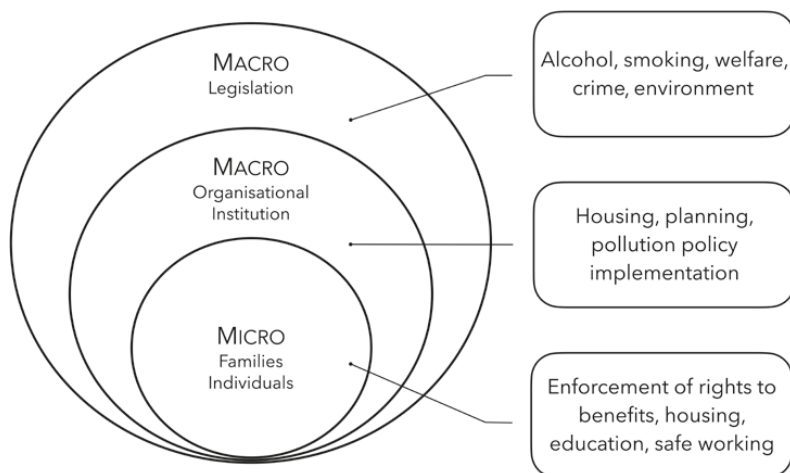 MACRO
Legislation
MACRO
Organisational
Institution
MICRO
Families
Individuals
Alcohol, smoking, welfare,
crime, environment
Housing, planning,
pollution policy
implementation
Enforcement of rights to
benefits, housing,
education, safe working